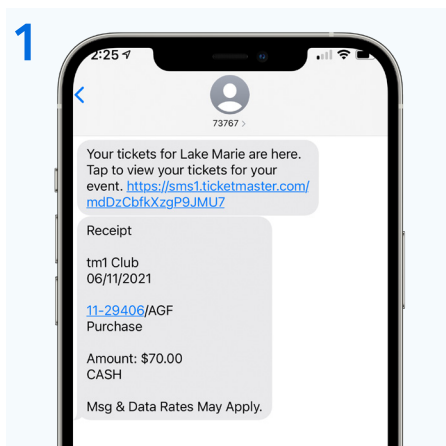 1
2:25
73767 >
Your tickets for Lake Marie are here.
Tap to view your tickets for your
event. https://sms1.ticketmaster.com/
mdDzCbfkXzgP9JMU7
Receipt
tm1 Club
06/11/2021
11-29406/AGF
Purchase
Amount: $70.00
CASH
Msg & Data Rates May Apply.